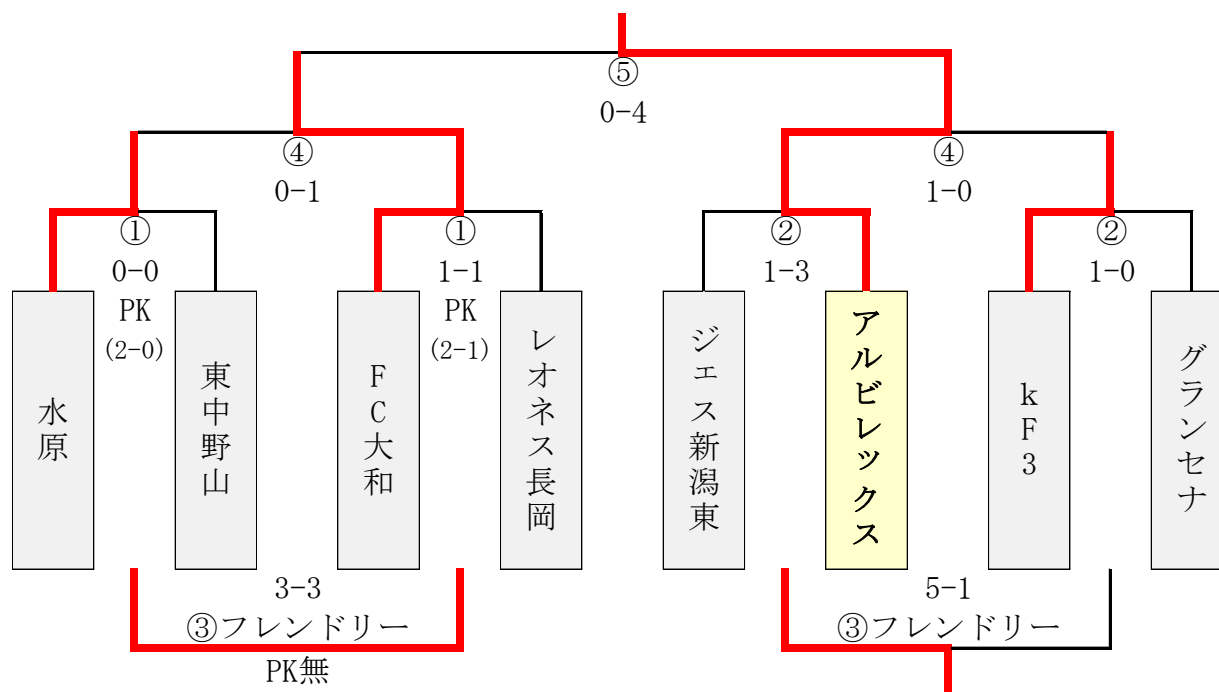 ⑤
0-4
④
0-1
④
1-0
①
0-0
PK
(2-0)
①
1-1
PK
(2-1)
②
1-3
②
1-0
水原
東中野山
FC大和
レオネス長岡
ジェス新潟東
アルビレックス
kF3
グランセナ
3-3
③フレンドリー
PK無
5-1
③フレンドリー